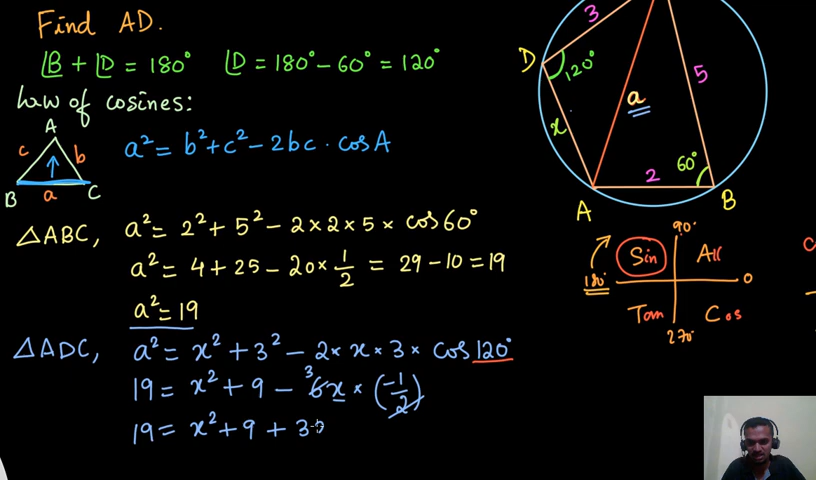 Find AD.
∠B + ∠D = 180°  ∠D = 180° - 60° = 120°
Law of cosines:
A
c b
B a C
a² = b² + c² - 2bc · cos A
△ABC, a² = 2² + 5² - 2 × 2 × 5 × cos 60°
a² = 4 + 25 - 20 × 1/2 = 29 - 10 = 19
a² = 19
△ADC, a² = x² + 3² - 2 × x × 3 × cos 120°
19 = x² + 9 - ³6x × (-1/2)
19 = x² + 9 + 3
3
D 120°
5
a
x
2 60°
A B
90°
Sin All
180° 0
Tan Cos
270°